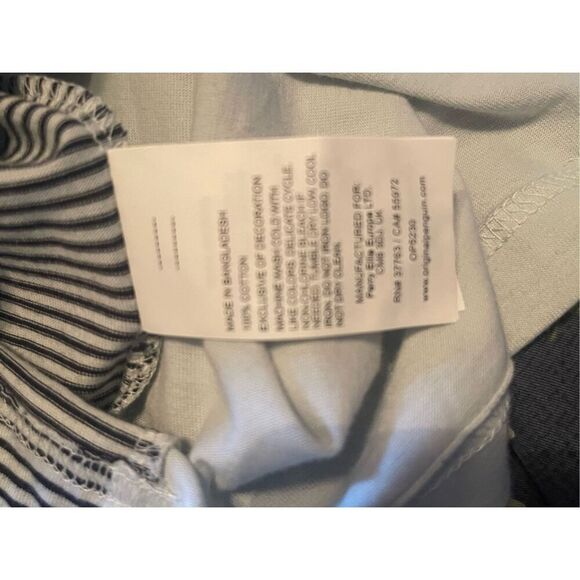 MADE IN BANGLADESH
100% COTTON
EXCLUSIVE OF DECORATION
MACHINE WASH COLD WITH
LIKE COLORS. DELICATE CYCLE.
NON-CHLORINE BLEACH IF
NEEDED. TUMBLE DRY LOW. COOL
IRON. DO NOT IRON LOGO. DO
NOT DRY CLEAN.
MANUFACTURED FOR:
Perry Ellis Europe LTD.
CM8 3DJ, UK
RN# 37763 / CA# 55972
OP5230
www.originalpenguin.com